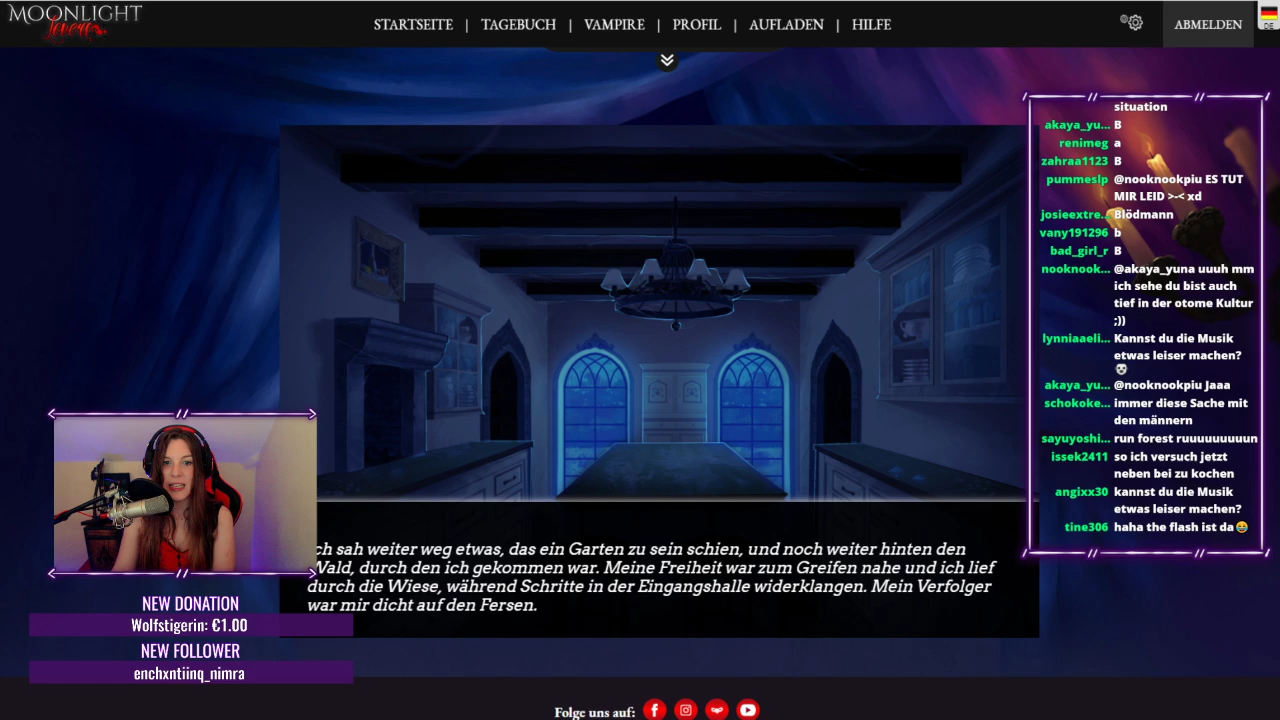 MOONLIGHT
Lovers
STARTSEITE | TAGEBUCH | VAMPIRE | PROFIL | AUFLADEN | HILFE
ABMELDEN
DE
situation
akaya_yu... B
renimeg a
zahraa1123 B
pummeslp @nooknookpiu ES TUT
MIR LEID >-< xd
josieextre... Blödmann
vany191296 b
bad_girl_r B
nooknook... @akaya_yuna uuuh mm
ich sehe du bist auch
tief in der otome Kultur
;))
lynniaaeli... Kannst du die Musik
etwas leiser machen?
akaya_yu... @nooknookpiu Jaaa
schokoke... immer diese Sache mit
den männern
sayuyoshi... run forest ruuuuuuuuun
issek2411 so ich versuch jetzt
neben bei zu kochen
angixx30 kannst du die Musik
etwas leiser machen?
tine306 haha the flash ist da😂
ch sah weiter weg etwas, das ein Garten zu sein schien, und noch weiter hinten den
Wald, durch den ich gekommen war. Meine Freiheit war zum Greifen nahe und ich lief
durch die Wiese, während Schritte in der Eingangshalle widerklangen. Mein Verfolger
war mir dicht auf den Fersen.
NEW DONATION
Wolfstigerin: €1.00
NEW FOLLOWER
enchxntiinq_nimra
Folge uns auf: